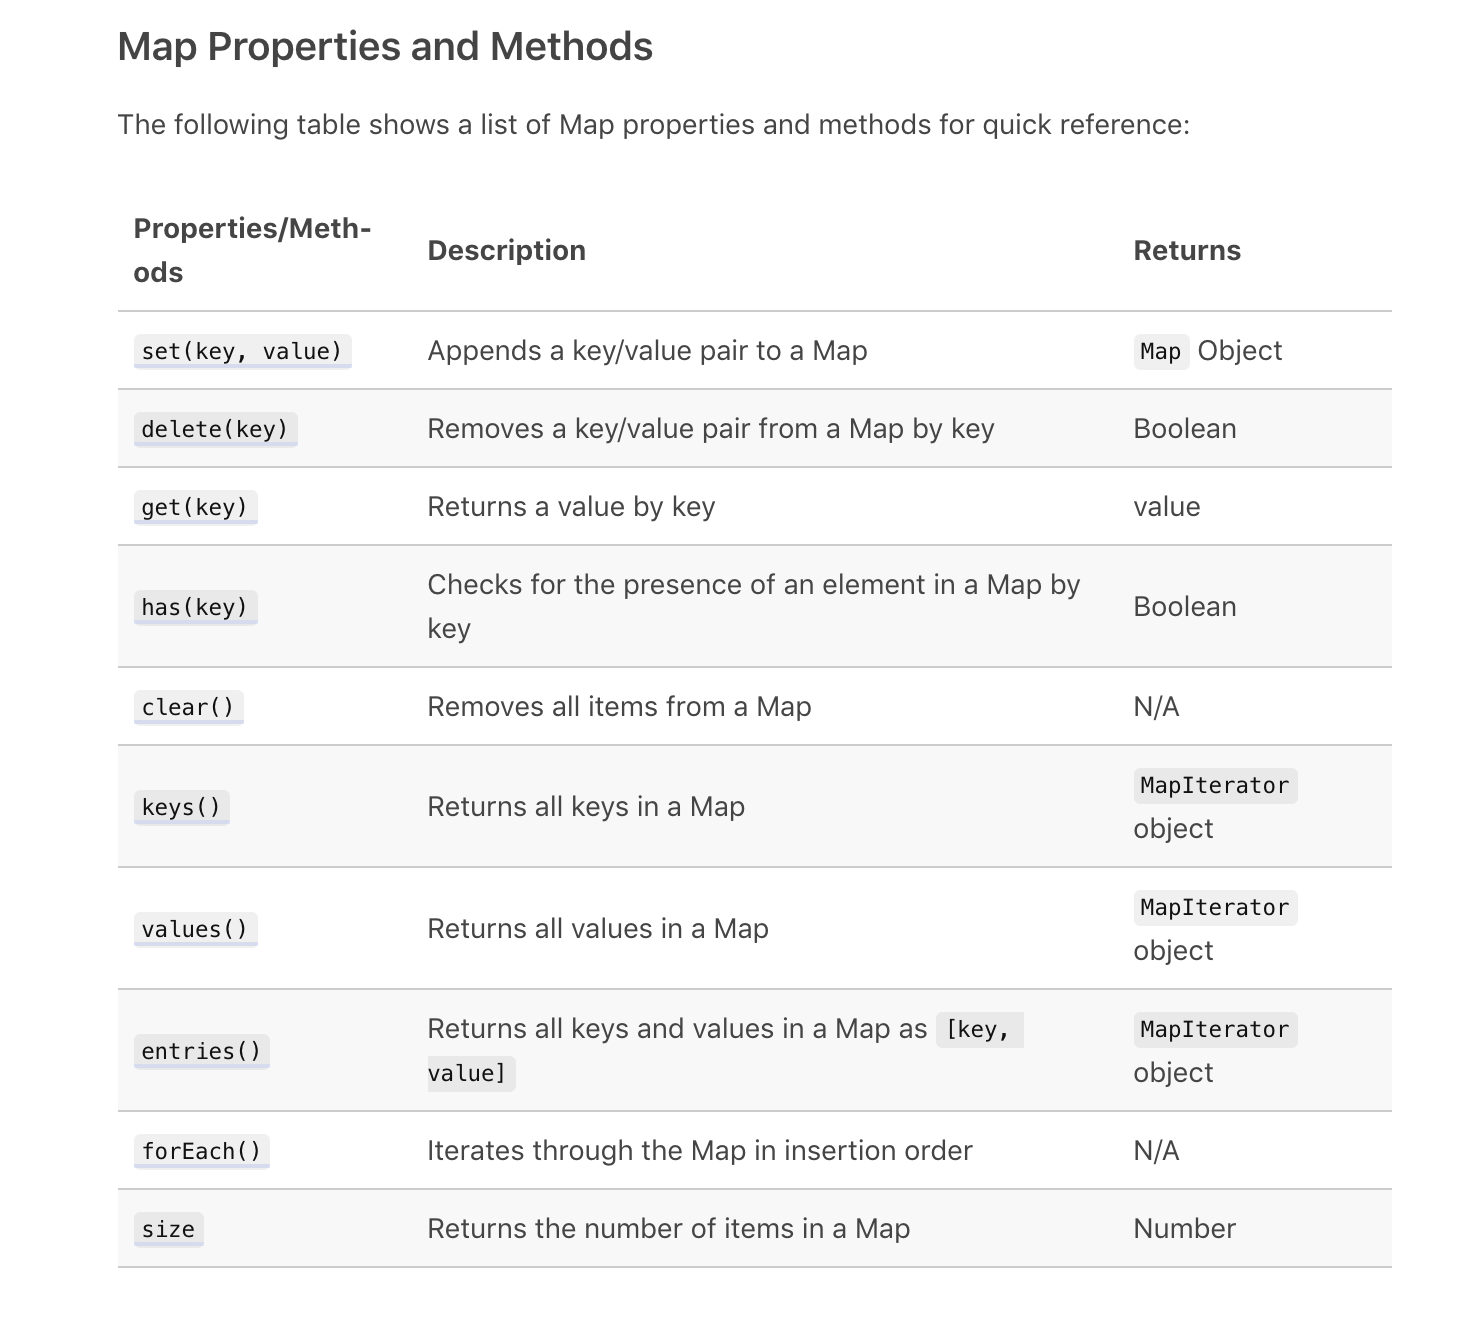 Map Properties and Methods
The following table shows a list of Map properties and methods for quick reference:
Properties/Meth-
ods
Description
Returns
set(key, value)
Appends a key/value pair to a Map
Map Object
delete(key)
Removes a key/value pair from a Map by key
Boolean
get(key)
Returns a value by key
value
has(key)
Checks for the presence of an element in a Map by
key
Boolean
clear()
Removes all items from a Map
N/A
keys()
Returns all keys in a Map
MapIterator
object
values()
Returns all values in a Map
MapIterator
object
entries()
Returns all keys and values in a Map as [key,
value]
MapIterator
object
forEach()
Iterates through the Map in insertion order
N/A
size
Returns the number of items in a Map
Number